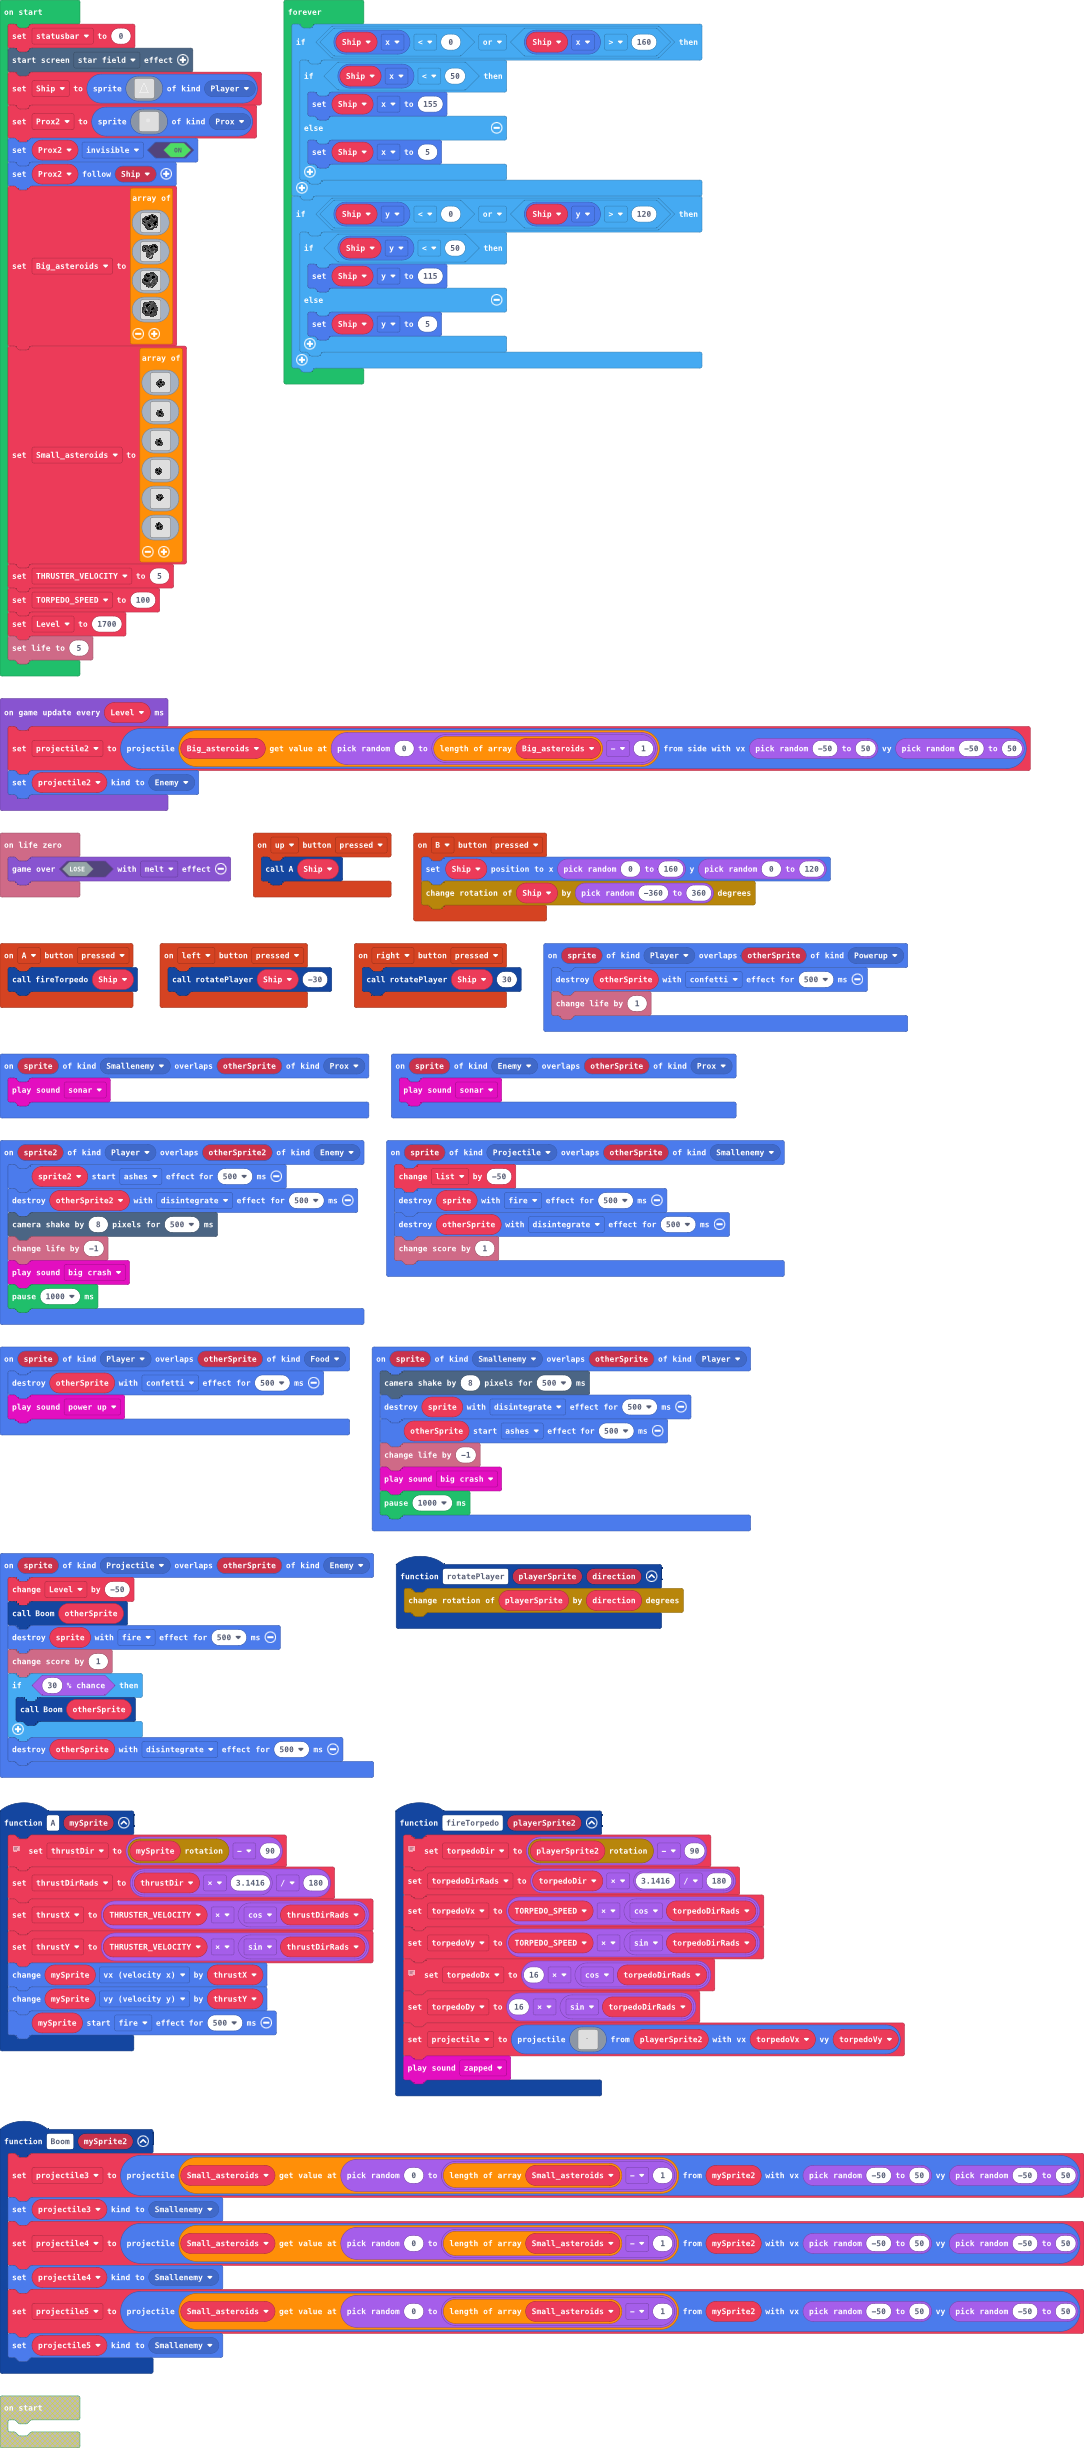 on start
set statusbar to 0
start screen star field effect
set Ship to sprite of kind Player
set Prox2 to sprite of kind Prox
set Prox2 invisible ON
set Prox2 follow Ship
set Big_asteroids to array of
set Small_asteroids to array of
set THRUSTER_VELOCITY to 5
set TORPEDO_SPEED to 100
set Level to 1700
set life to 5
forever
if Ship x < 0 or Ship x > 160 then
if Ship x < 50 then
set Ship x to 155
else
set Ship x to 5
if Ship y < 0 or Ship y > 120 then
if Ship y < 50 then
set Ship y to 115
else
set Ship y to 5
on game update every Level ms
set projectile2 to projectile Big_asteroids get value at pick random 0 to length of array Big_asteroids - 1 from side with vx pick random -50 to 50 vy pick random -50 to 50
set projectile2 kind to Enemy
on life zero
game over LOSE with melt effect
on up button pressed
call A Ship
on B button pressed
set Ship position to x pick random 0 to 160 y pick random 0 to 120
change rotation of Ship by pick random -360 to 360 degrees
on A button pressed
call fireTorpedo Ship
on left button pressed
call rotatePlayer Ship -30
on right button pressed
call rotatePlayer Ship 30
on sprite of kind Player overlaps otherSprite of kind Powerup
destroy otherSprite with confetti effect for 500 ms
change life by 1
on sprite of kind Smallenemy overlaps otherSprite of kind Prox
play sound sonar
on sprite of kind Enemy overlaps otherSprite of kind Prox
play sound sonar
on sprite2 of kind Player overlaps otherSprite2 of kind Enemy
sprite2 start ashes effect for 500 ms
destroy otherSprite2 with disintegrate effect for 500 ms
camera shake by 8 pixels for 500 ms
change life by -1
play sound big crash
pause 1000 ms
on sprite of kind Projectile overlaps otherSprite of kind Smallenemy
change list by -50
destroy sprite with fire effect for 500 ms
destroy otherSprite with disintegrate effect for 500 ms
change score by 1
on sprite of kind Player overlaps otherSprite of kind Food
destroy otherSprite with confetti effect for 500 ms
play sound power up
on sprite of kind Smallenemy overlaps otherSprite of kind Player
camera shake by 8 pixels for 500 ms
destroy sprite with disintegrate effect for 500 ms
otherSprite start ashes effect for 500 ms
change life by -1
play sound big crash
pause 1000 ms
on sprite of kind Projectile overlaps otherSprite of kind Enemy
change Level by -50
call Boom otherSprite
destroy sprite with fire effect for 500 ms
change score by 1
if 30 % chance then
call Boom otherSprite
destroy otherSprite with disintegrate effect for 500 ms
function rotatePlayer playerSprite direction
change rotation of playerSprite by direction degrees
function A mySprite
set thrustDir to mySprite rotation - 90
set thrustDirRads to thrustDir × 3.1416 / 180
set thrustX to THRUSTER_VELOCITY × cos thrustDirRads
set thrustY to THRUSTER_VELOCITY × sin thrustDirRads
change mySprite vx (velocity x) by thrustX
change mySprite vy (velocity y) by thrustY
mySprite start fire effect for 500 ms
function fireTorpedo playerSprite2
set torpedoDir to playerSprite2 rotation - 90
set torpedoDirRads to torpedoDir × 3.1416 / 180
set torpedoVx to TORPEDO_SPEED × cos torpedoDirRads
set torpedoVy to TORPEDO_SPEED × sin torpedoDirRads
set torpedoDx to 16 × cos torpedoDirRads
set torpedoDy to 16 × sin torpedoDirRads
set projectile to projectile from playerSprite2 with vx torpedoVx vy torpedoVy
play sound zapped
function Boom mySprite2
set projectile3 to projectile Small_asteroids get value at pick random 0 to length of array Small_asteroids - 1 from mySprite2 with vx pick random -50 to 50 vy pick random -50 to 50
set projectile3 kind to Smallenemy
set projectile4 to projectile Small_asteroids get value at pick random 0 to length of array Small_asteroids - 1 from mySprite2 with vx pick random -50 to 50 vy pick random -50 to 50
set projectile4 kind to Smallenemy
set projectile5 to projectile Small_asteroids get value at pick random 0 to length of array Small_asteroids - 1 from mySprite2 with vx pick random -50 to 50 vy pick random -50 to 50
set projectile5 kind to Smallenemy
on start